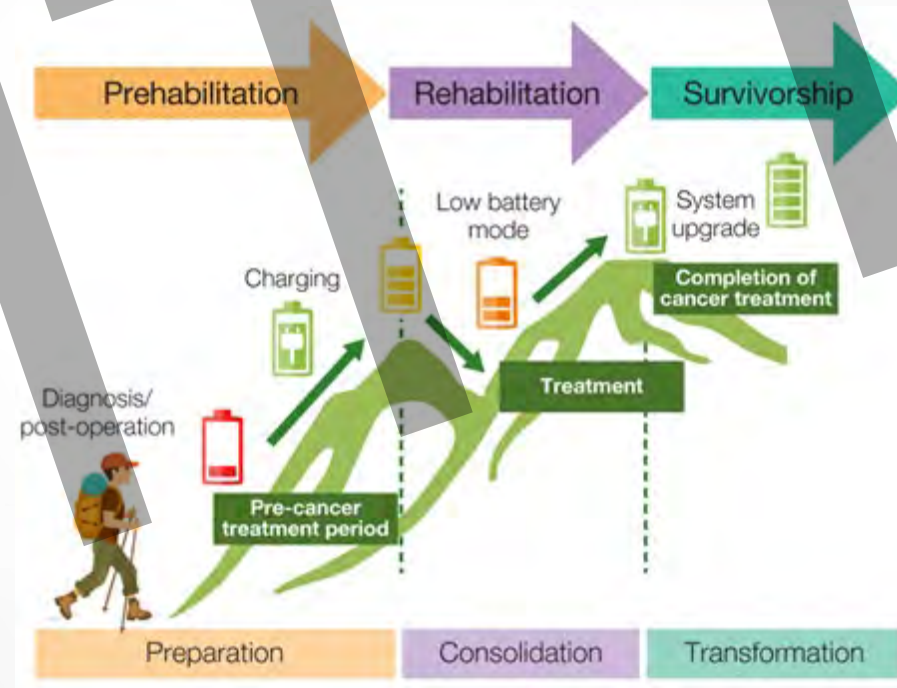 Prehabilitation
Rehabilitation
Survivorship
Low battery
mode
System
upgrade
Charging
Completion of
cancer treatment
Treatment
Diagnosis/
post-operation
Pre-cancer
treatment period
Preparation
Consolidation
Transformation